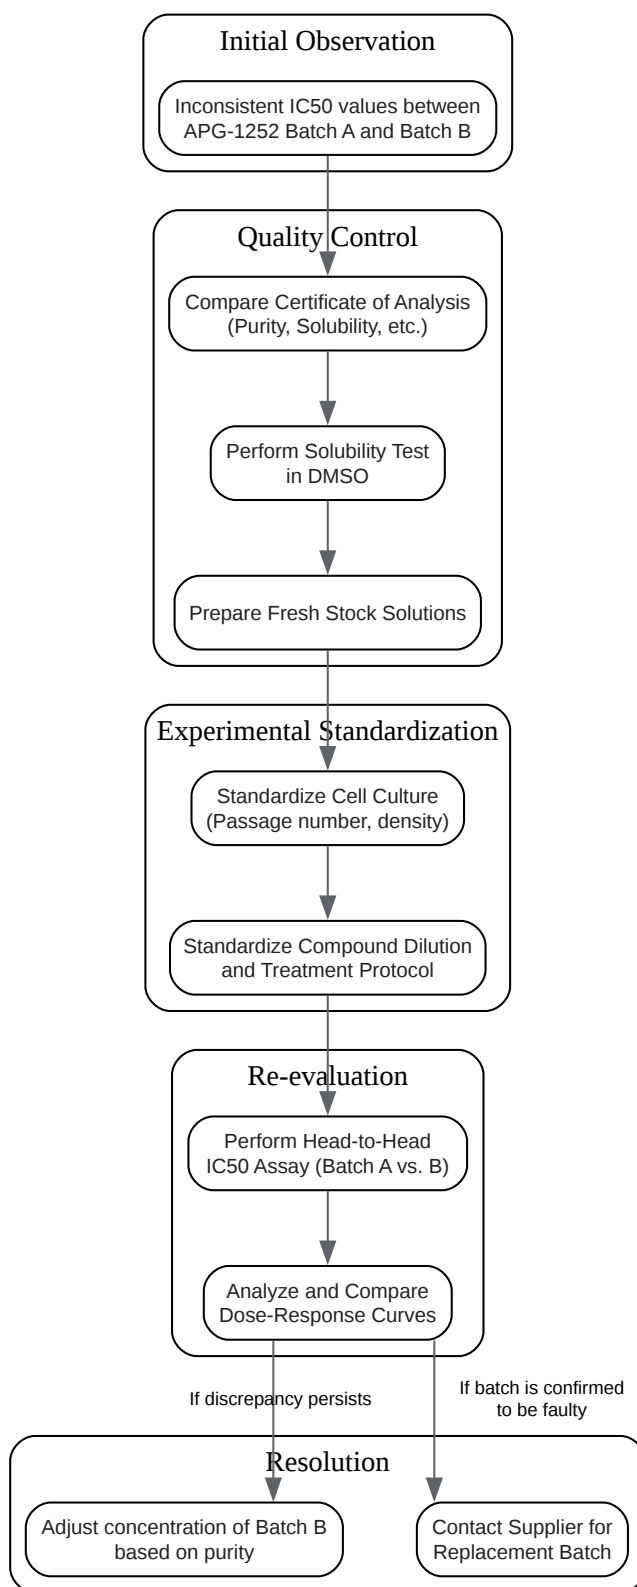 Initial Observation
Inconsistent IC50 values between
APG-1252 Batch A and Batch B
Quality Control
Compare Certificate of Analysis
(Purity, Solubility, etc.)
Perform Solubility Test
in DMSO
Prepare Fresh Stock Solutions
Experimental Standardization
Standardize Cell Culture
(Passage number, density)
Standardize Compound Dilution
and Treatment Protocol
Re-evaluation
Perform Head-to-Head
IC50 Assay (Batch A vs. B)
Analyze and Compare
Dose-Response Curves
If discrepancy persists
If batch is confirmed
to be faulty
Resolution
Adjust concentration of Batch B
based on purity
Contact Supplier for
Replacement Batch